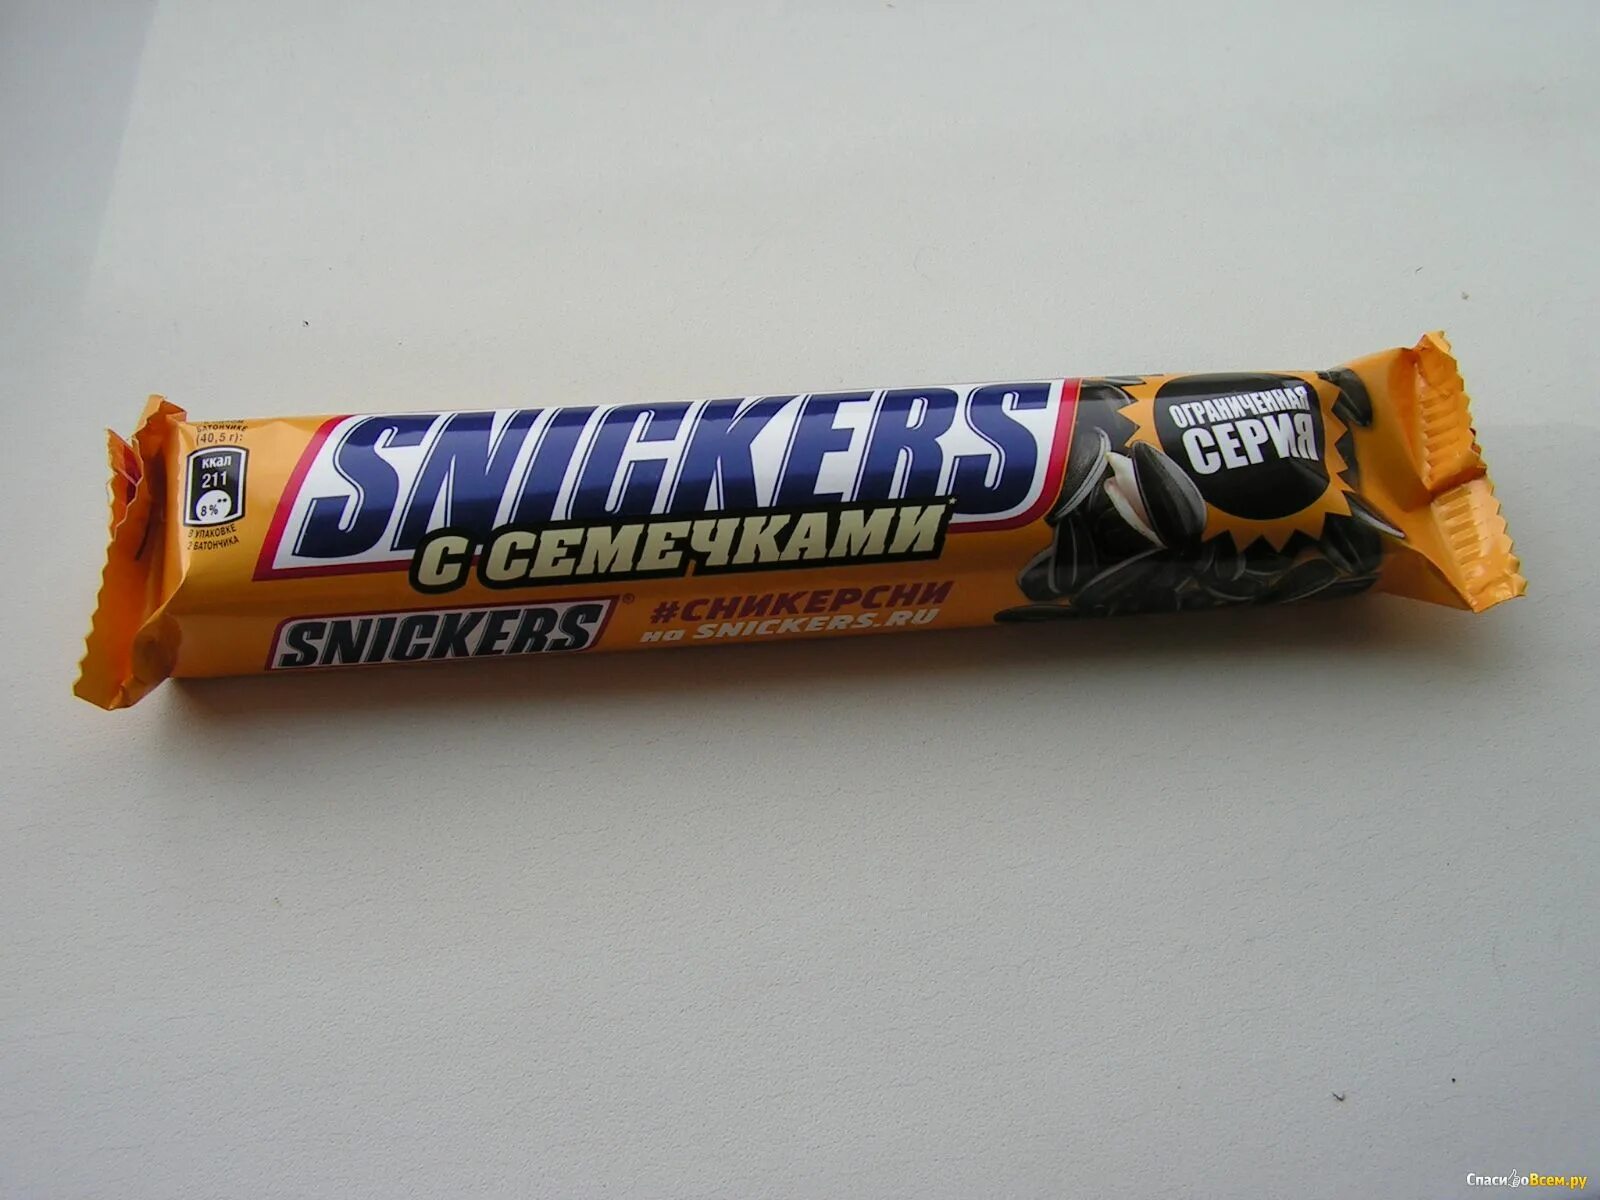 БАТОНЧИКЕ
(40,5 г):
ккал
211
8%
В УПАКОВКЕ
2 БАТОНЧИКА
SNICKERS
С СЕМЕЧКАМИ*
SNICKERS®
#СНИКЕРСНИ
на SNICKERS.RU
ОГРАНИЧЕННАЯ
СЕРИЯ
СпасибоВсем.ру